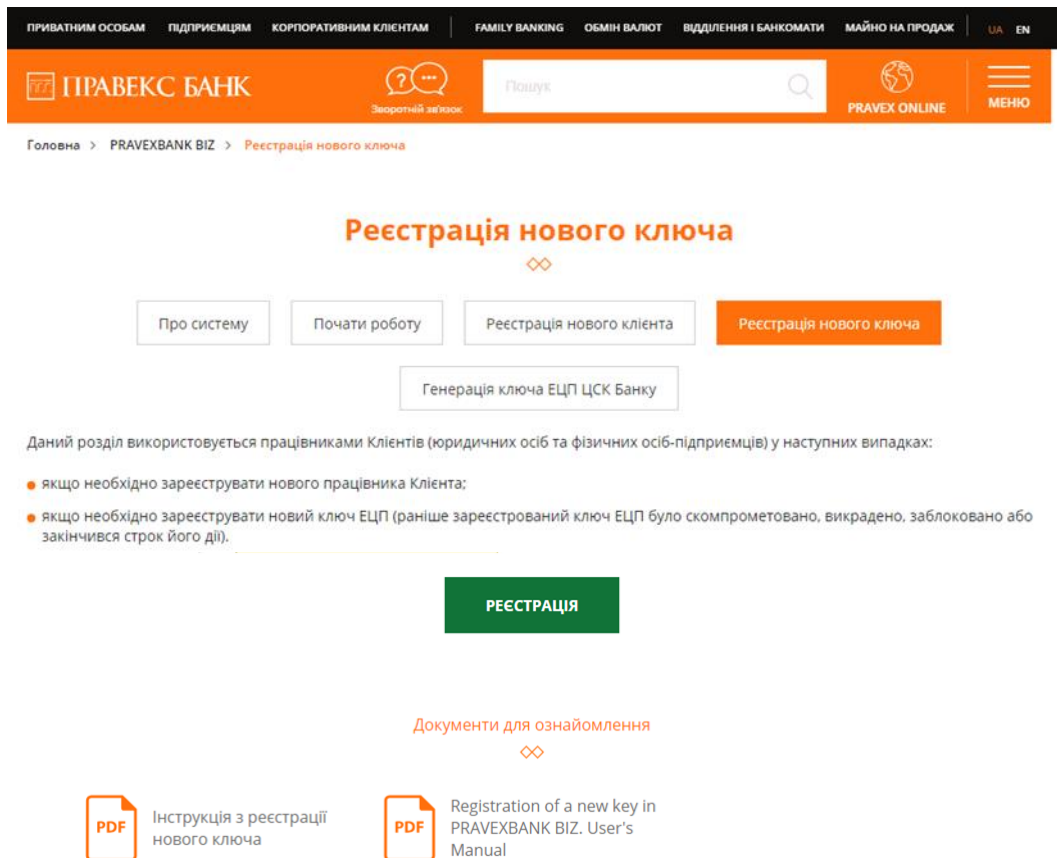 ПРИВАТНИМ ОСОБАМ ПІДПРИЄМЦЯМ КОРПОРАТИВНИМ КЛІЄНТАМ FAMILY BANKING ОБМІН ВАЛЮТ ВІДДІЛЕННЯ І БАНКОМАТИ МАЙНО НА ПРОДАЖ UA EN
ПРАВЕКС БАНК
Зворотній зв'язок
Пошук
PRAVEX ONLINE
МЕНЮ
Головна > PRAVEXBANK BIZ > Реєстрація нового ключа
Реєстрація нового ключа
Про систему Почати роботу Реєстрація нового клієнта Реєстрація нового ключа
Генерація ключа ЕЦП ЦСК Банку
Даний розділ використовується працівниками Клієнтів (юридичних осіб та фізичних осіб-підприємців) у наступних випадках:
якщо необхідно зареєструвати нового працівника Клієнта;
якщо необхідно зареєструвати новий ключ ЕЦП (раніше зареєстрований ключ ЕЦП було скомпрометовано, викрадено, заблоковано або
закінчився строк його дії).
РЕЄСТРАЦІЯ
Документи для ознайомлення
PDF
Інструкція з реєстрації
нового ключа
PDF
Registration of a new key in
PRAVEXBANK BIZ. User's
Manual